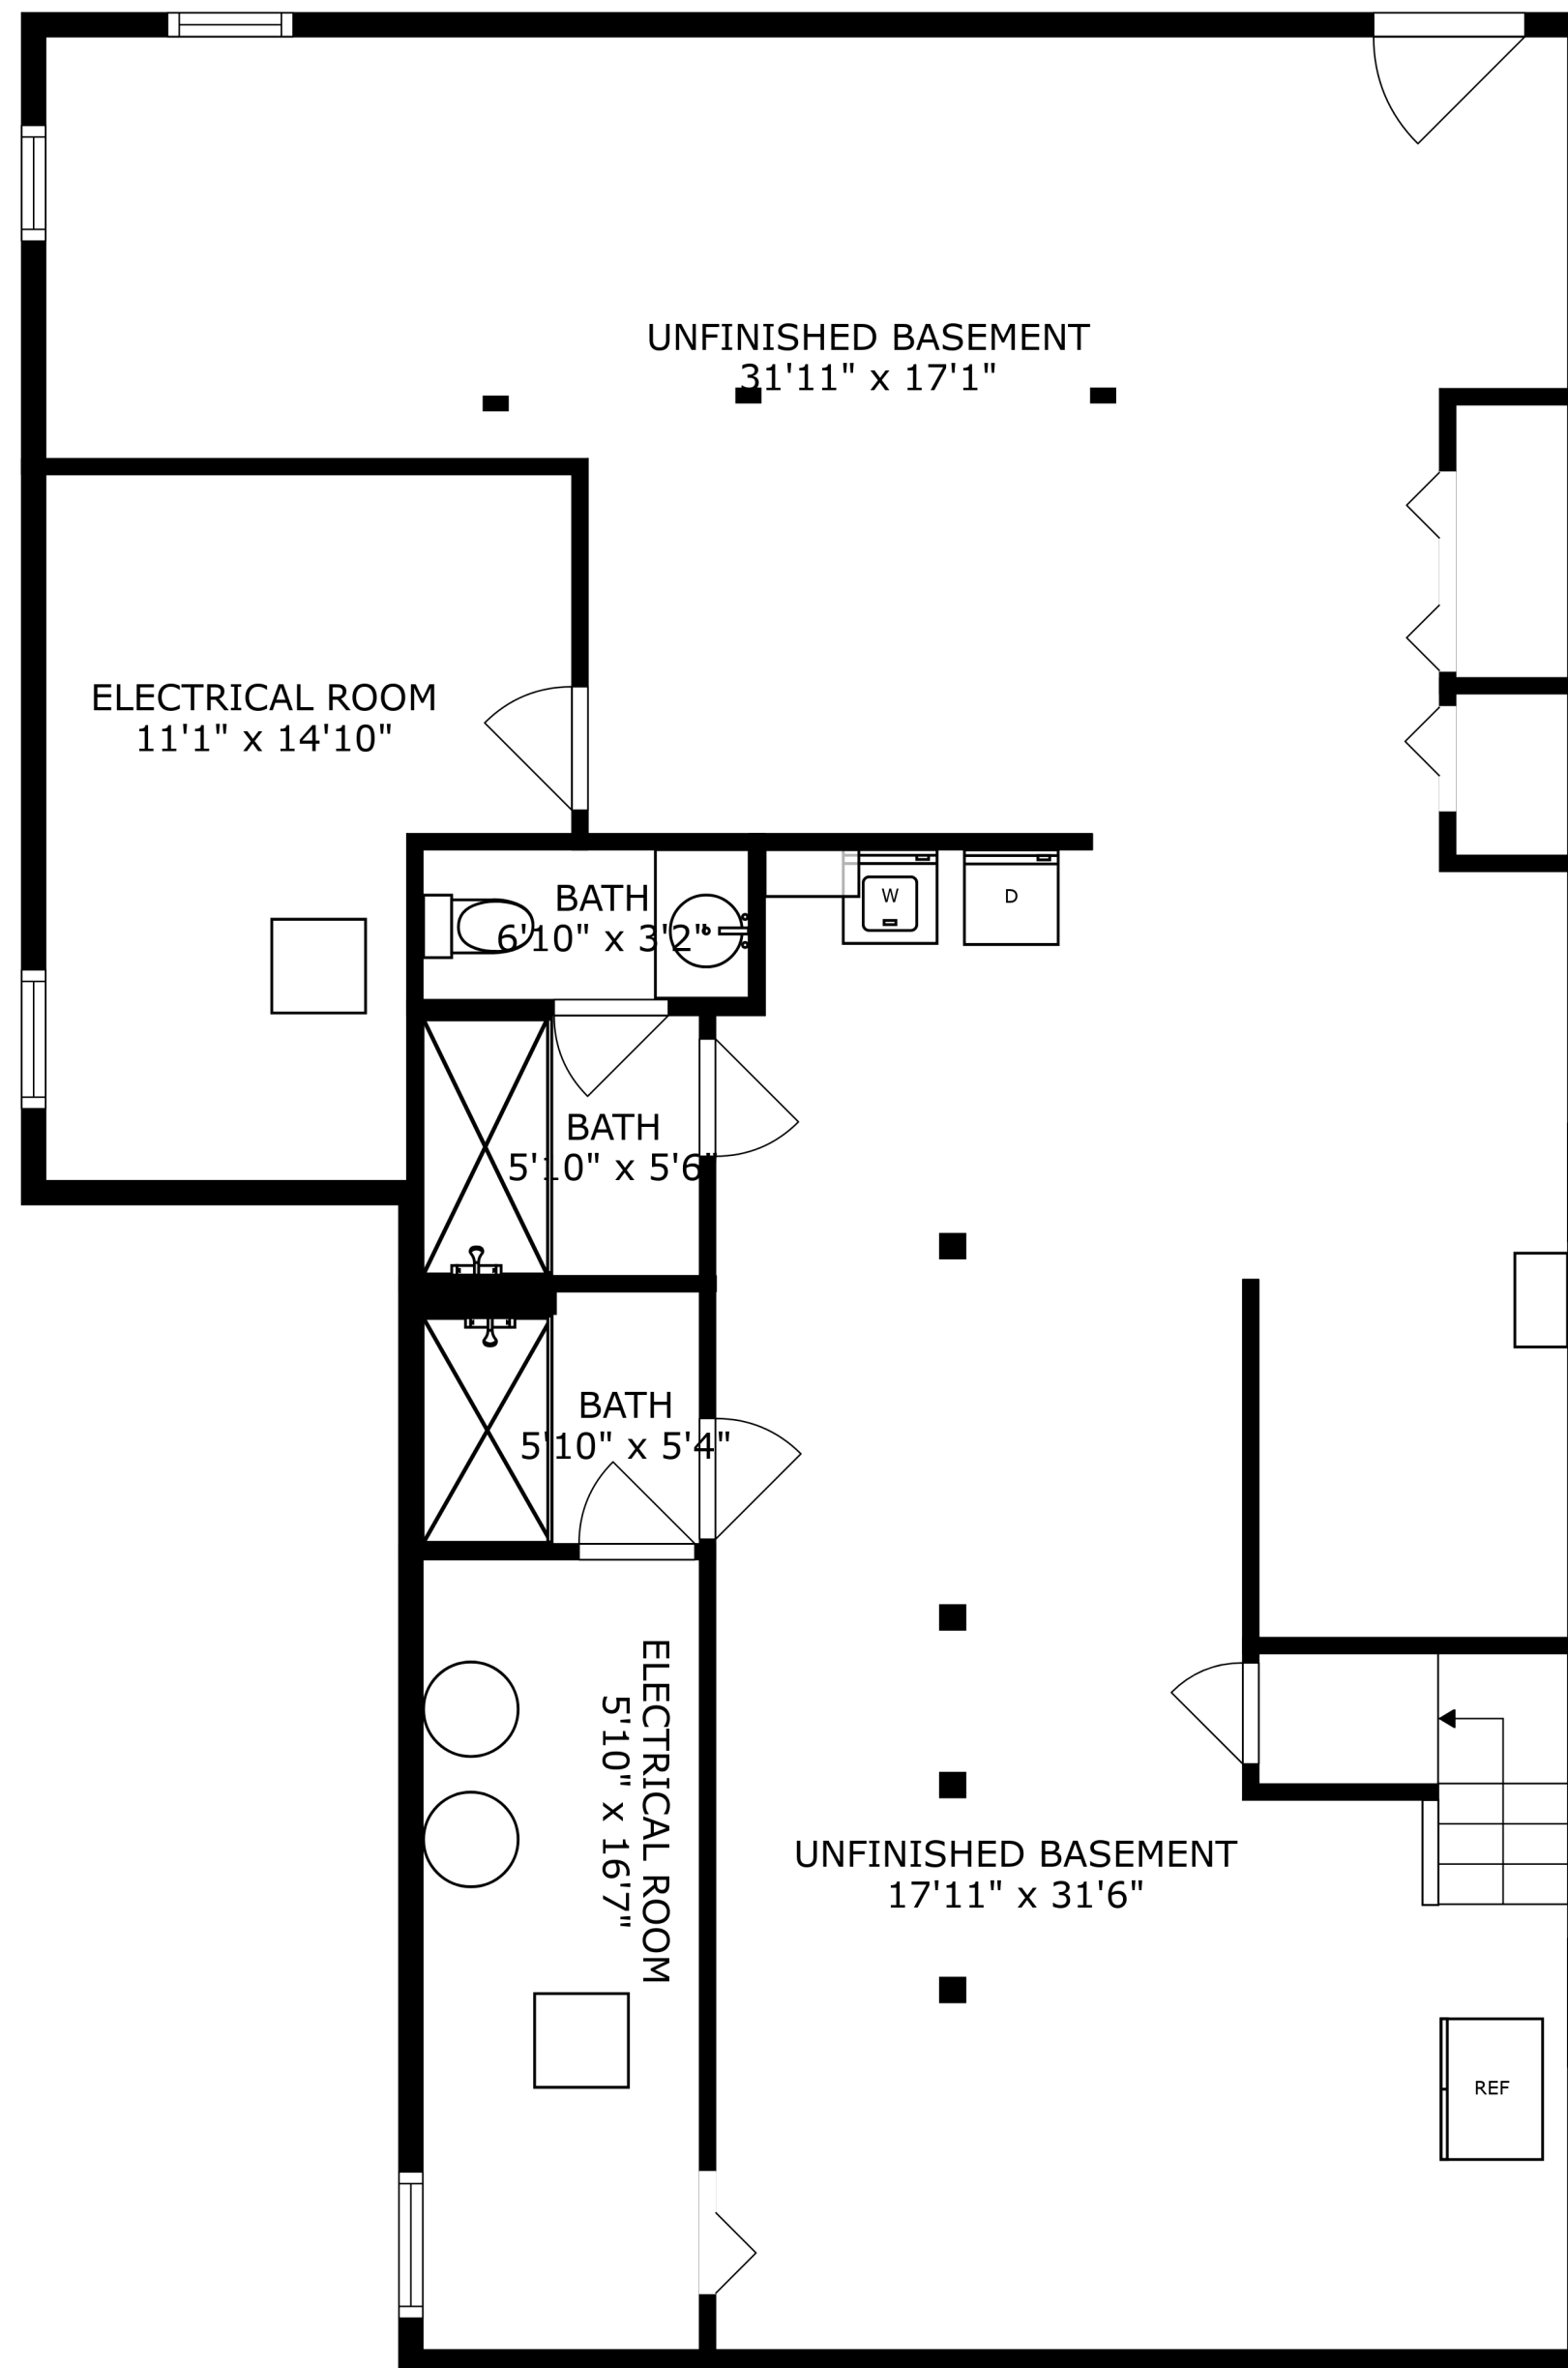 UNFINISHED BASEMENT
31'11" x 17'1"
ELECTRICAL ROOM
11'1" x 14'10"
BATH
6'10" x 3'2"
W
D
BATH
5'10" x 5'6"
BATH
5'10" x 5'4"
ELECTRICAL ROOM
5'10" x 16'7"
UNFINISHED BASEMENT
17'11" x 31'6"
REF